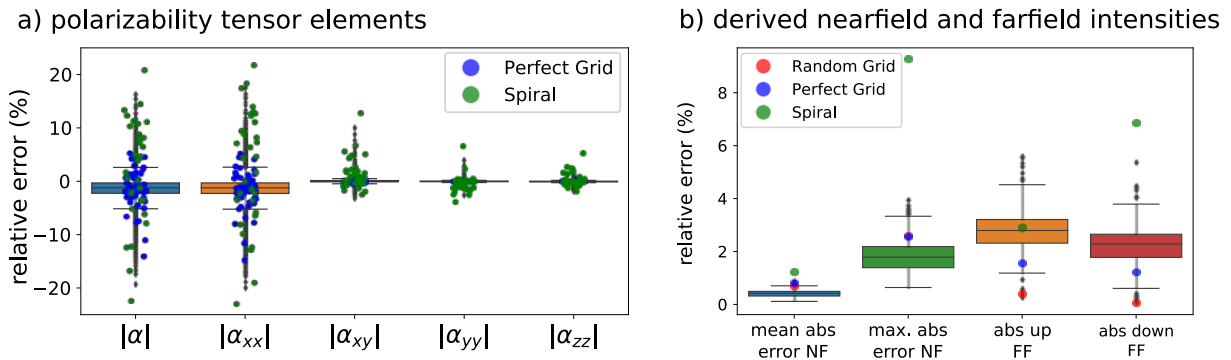 a) polarizability tensor elements
relative error (%)
20
10
0
−10
−20
Perfect Grid
Spiral
|α|
|αxx|
|αxy|
|αyy|
|αzz|
b) derived nearfield and farfield intensities
relative error (%)
8
6
4
2
0
Random Grid
Perfect Grid
Spiral
mean abs
error NF
max. abs
error NF
abs up
FF
abs down
FF